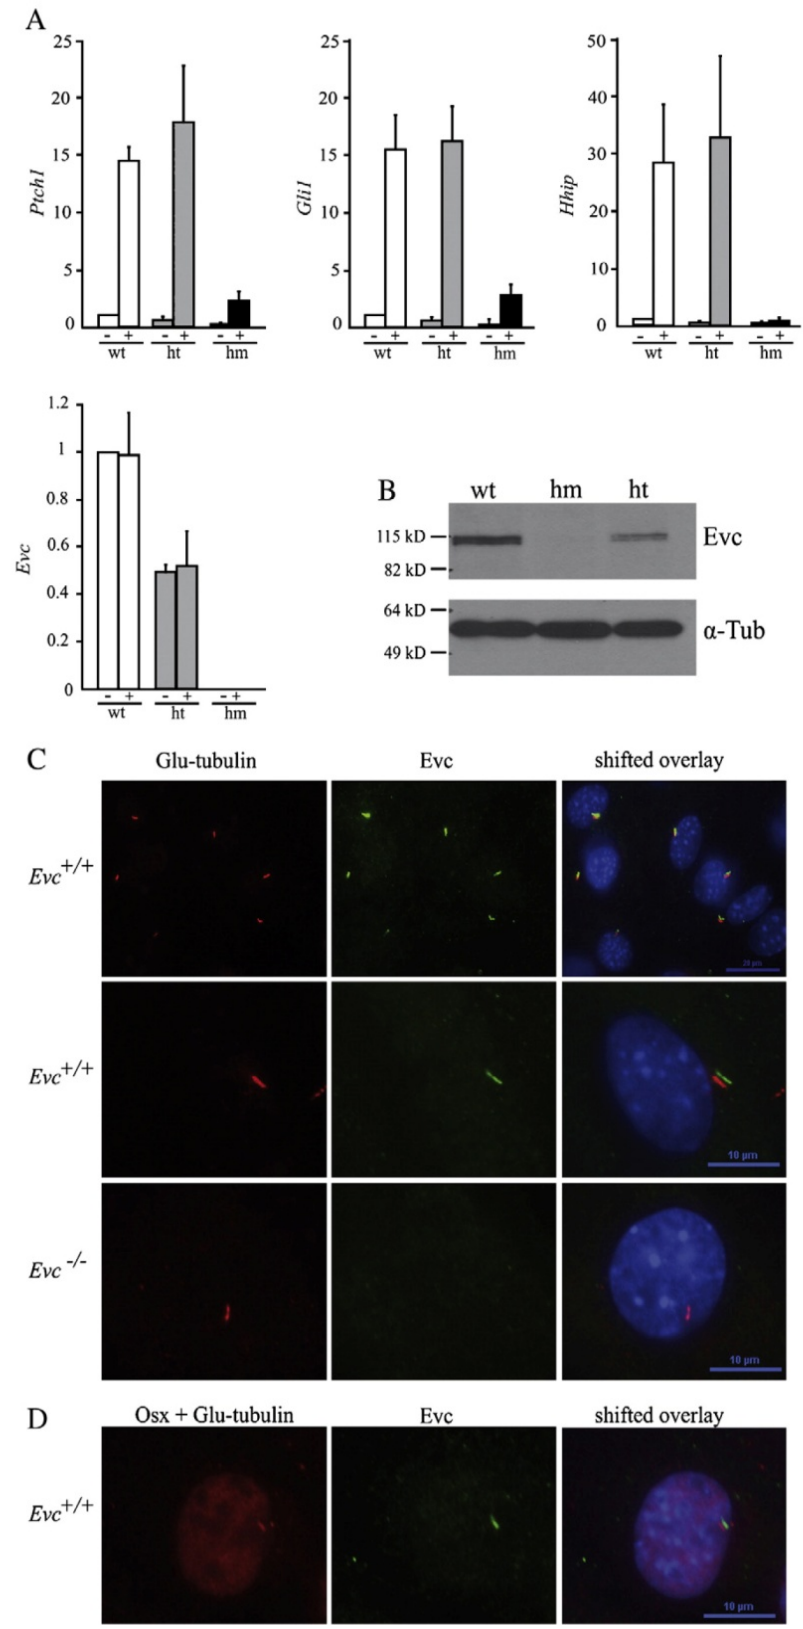 A
25
20
15
10
5
0
Ptch1
- + - + - +
wt ht hm
25
20
15
10
5
0
Gli1
- + - + - +
wt ht hm
50
40
30
20
10
0
Hhip
- + - + - +
wt ht hm
1.2
1
0.8
0.6
0.4
0.2
0
Evc
- + - + - +
wt ht hm
B
wt hm ht
115 kD
82 kD
Evc
64 kD
49 kD
α-Tub
C
Glu-tubulin Evc shifted overlay
Evc+/+
20 µm
Evc+/+
10 µm
Evc -/-
10 µm
D
Osx + Glu-tubulin Evc shifted overlay
Evc+/+
10 µm